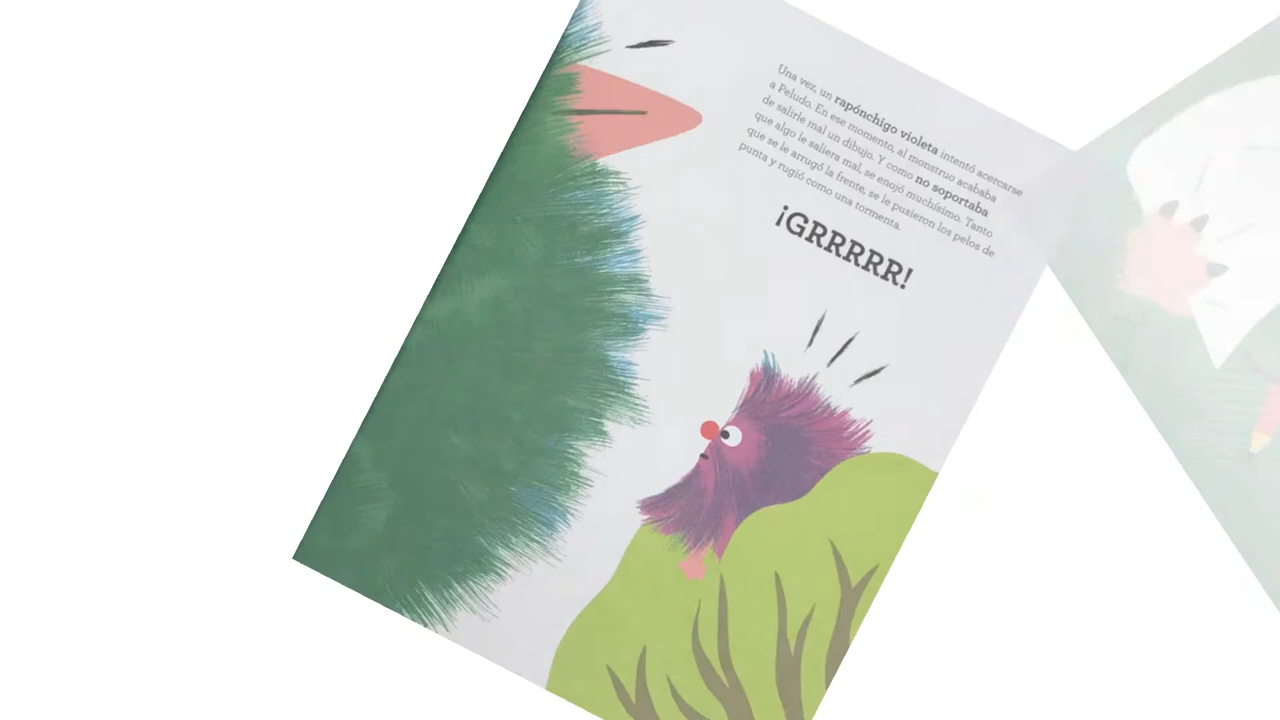 Una vez, un rapónchigo violeta intentó acercarse
a Peludo. En ese momento, al monstruo acababa
de salirle mal un dibujo. Y como no soportaba
que algo le saliera mal, se enojó muchísimo. Tanto
que se le arrugó la frente, se le pusieron los pelos de
punta y rugió como una tormenta.
¡GRRRRR!